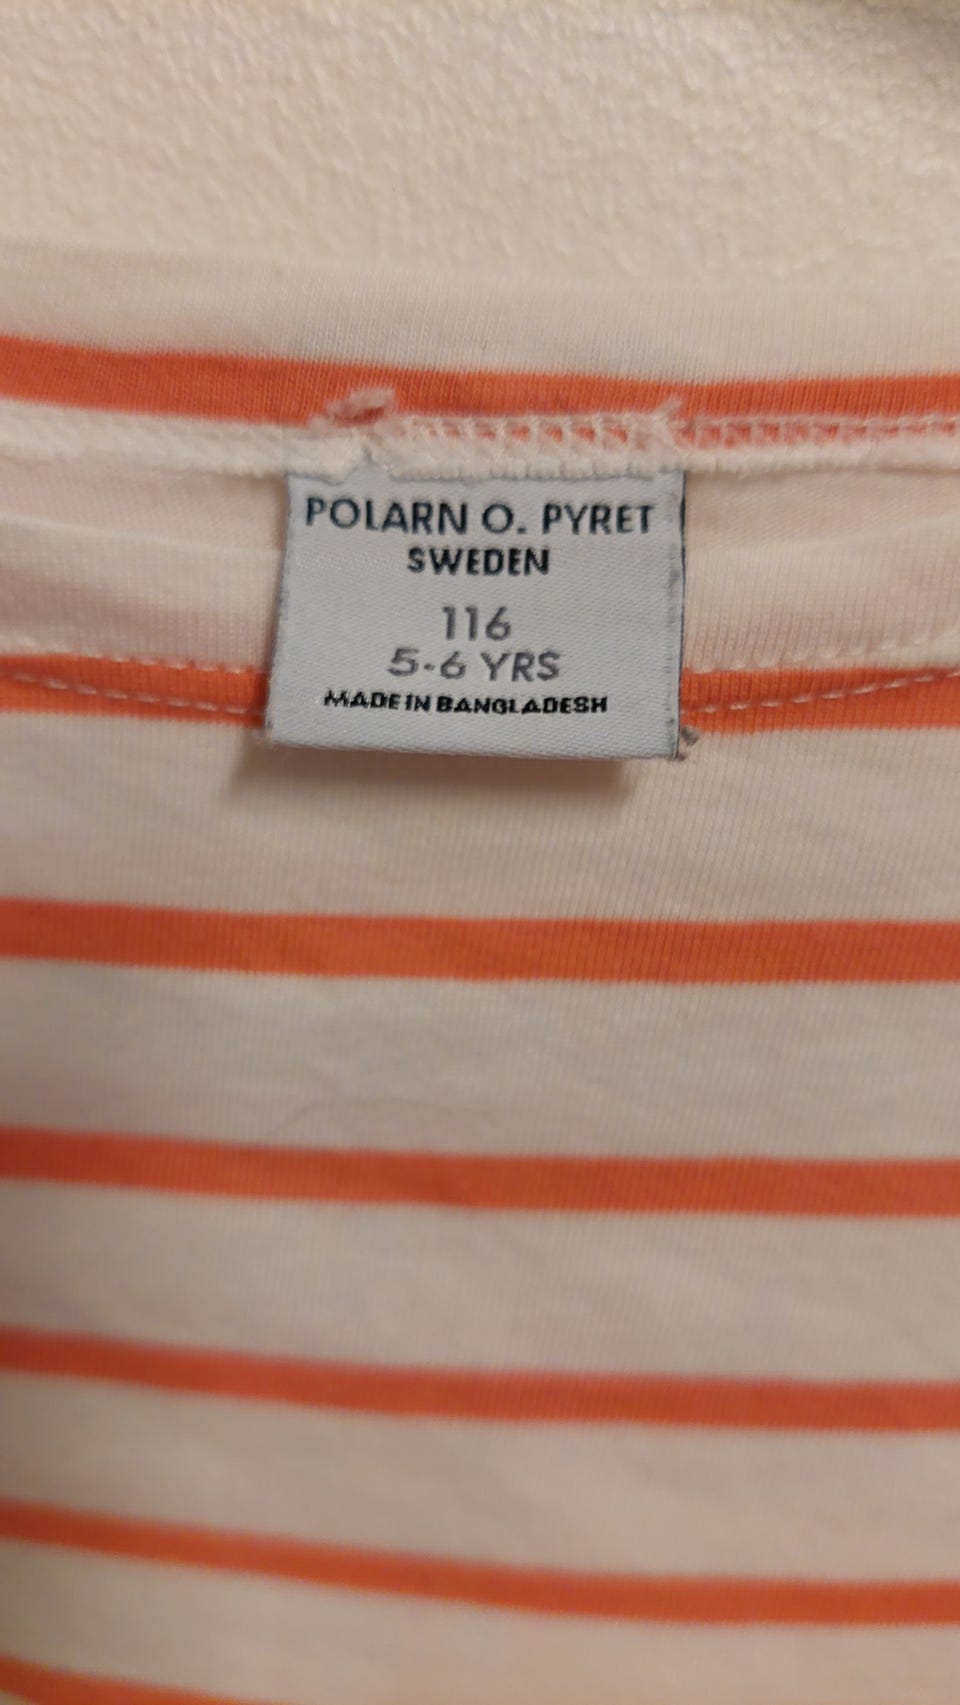 POLARN O. PYRET
SWEDEN
116
5-6 YRS
MADE IN BANGLADESH